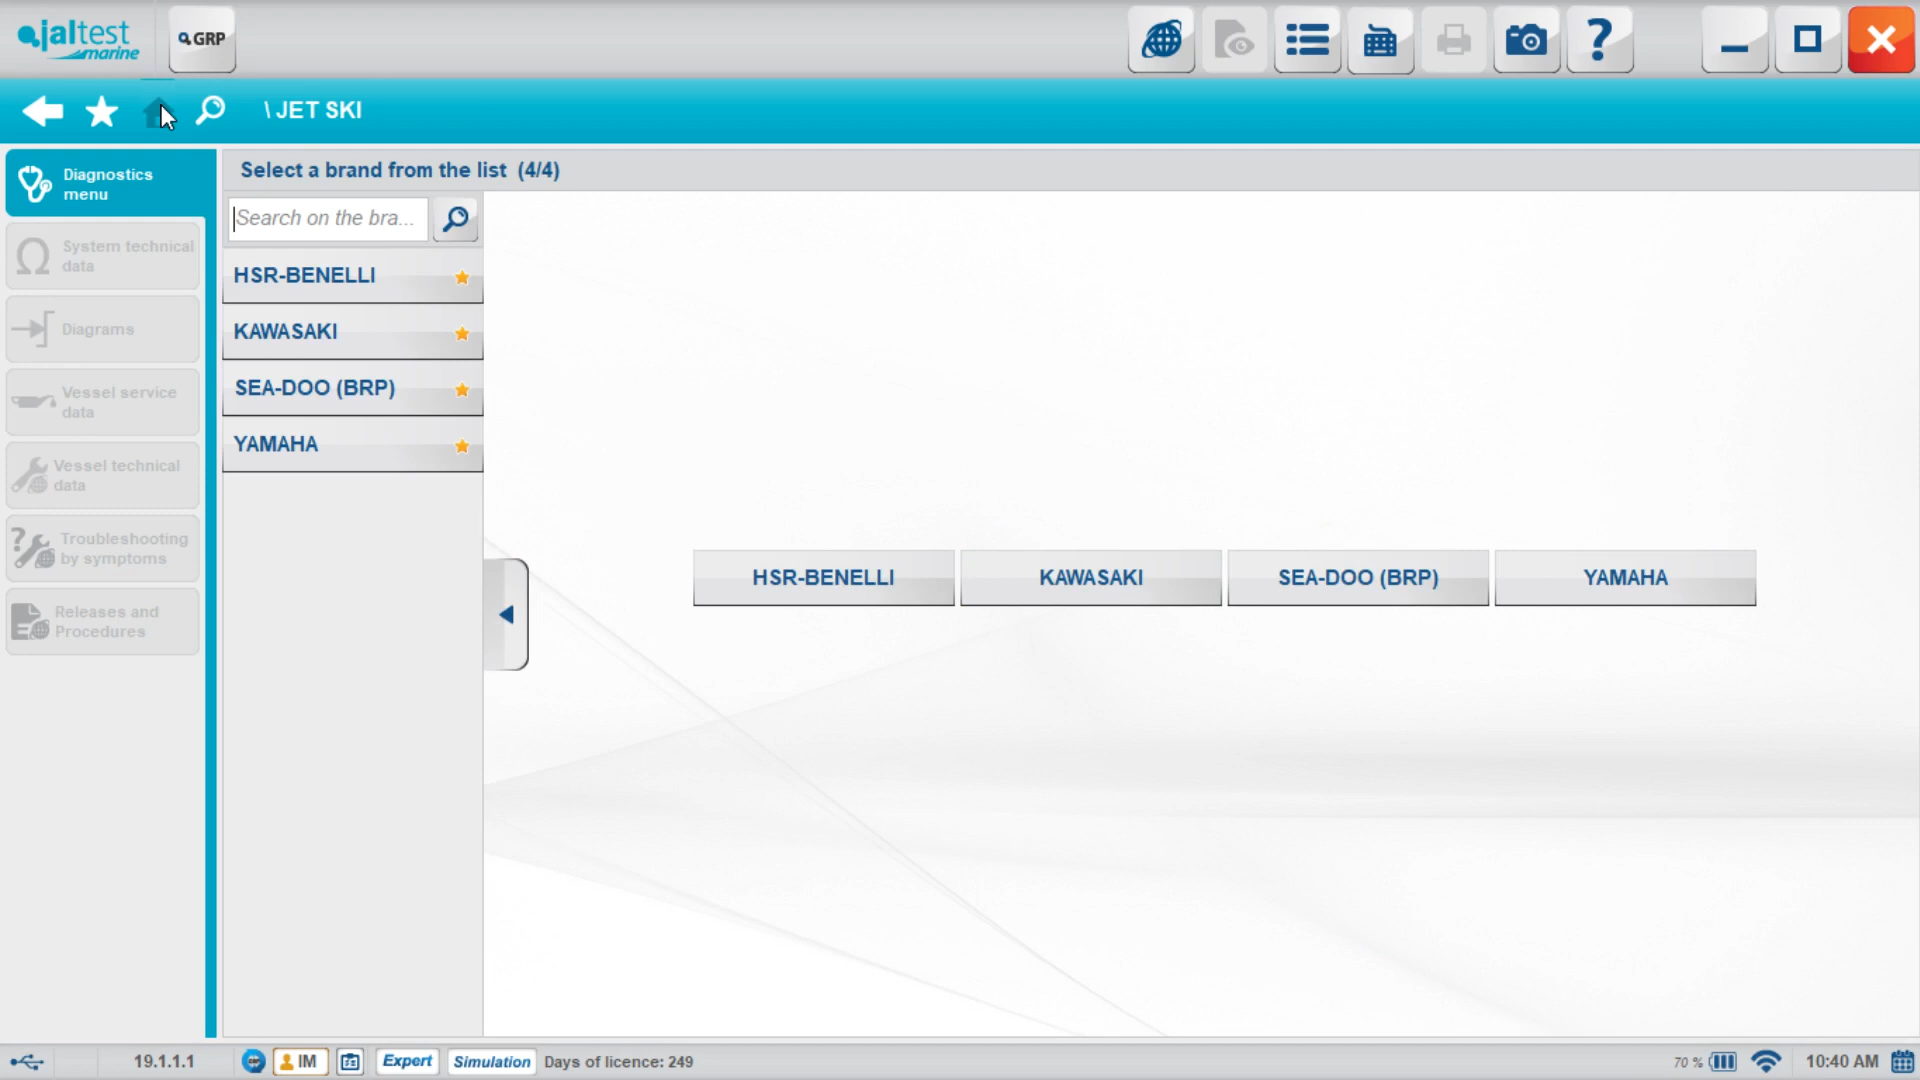 jaltest
marine
GRP
\ JET SKI
Diagnostics
menu
System technical
data
Diagrams
Vessel service
data
Vessel technical
data
Troubleshooting
by symptoms
Releases and
Procedures
Select a brand from the list (4/4)
Search on the bra...
HSR-BENELLI
KAWASAKI
SEA-DOO (BRP)
YAMAHA
HSR-BENELLI
KAWASAKI
SEA-DOO (BRP)
YAMAHA
19.1.1.1
IM
Expert
Simulation
Days of licence: 249
70 %
10:40 AM